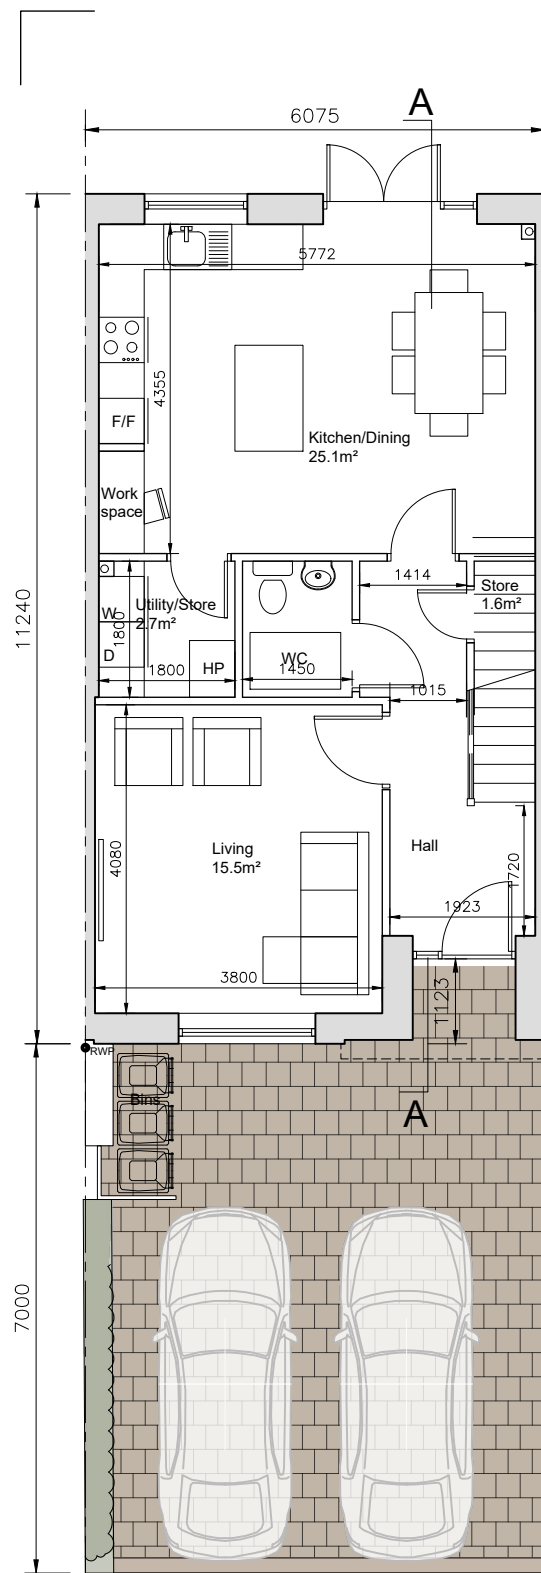 A
6075
5772
4355
F/F
Kitchen/Dining
25.1m²
Work
space
11240
1414
Store
1.6m²
Utility/Store
2.7m²
W
1800
D
1800
HP
WC
1450
1015
4080
Living
15.5m²
Hall
1720
1923
3800
1123
RWP
Bins
A
7000